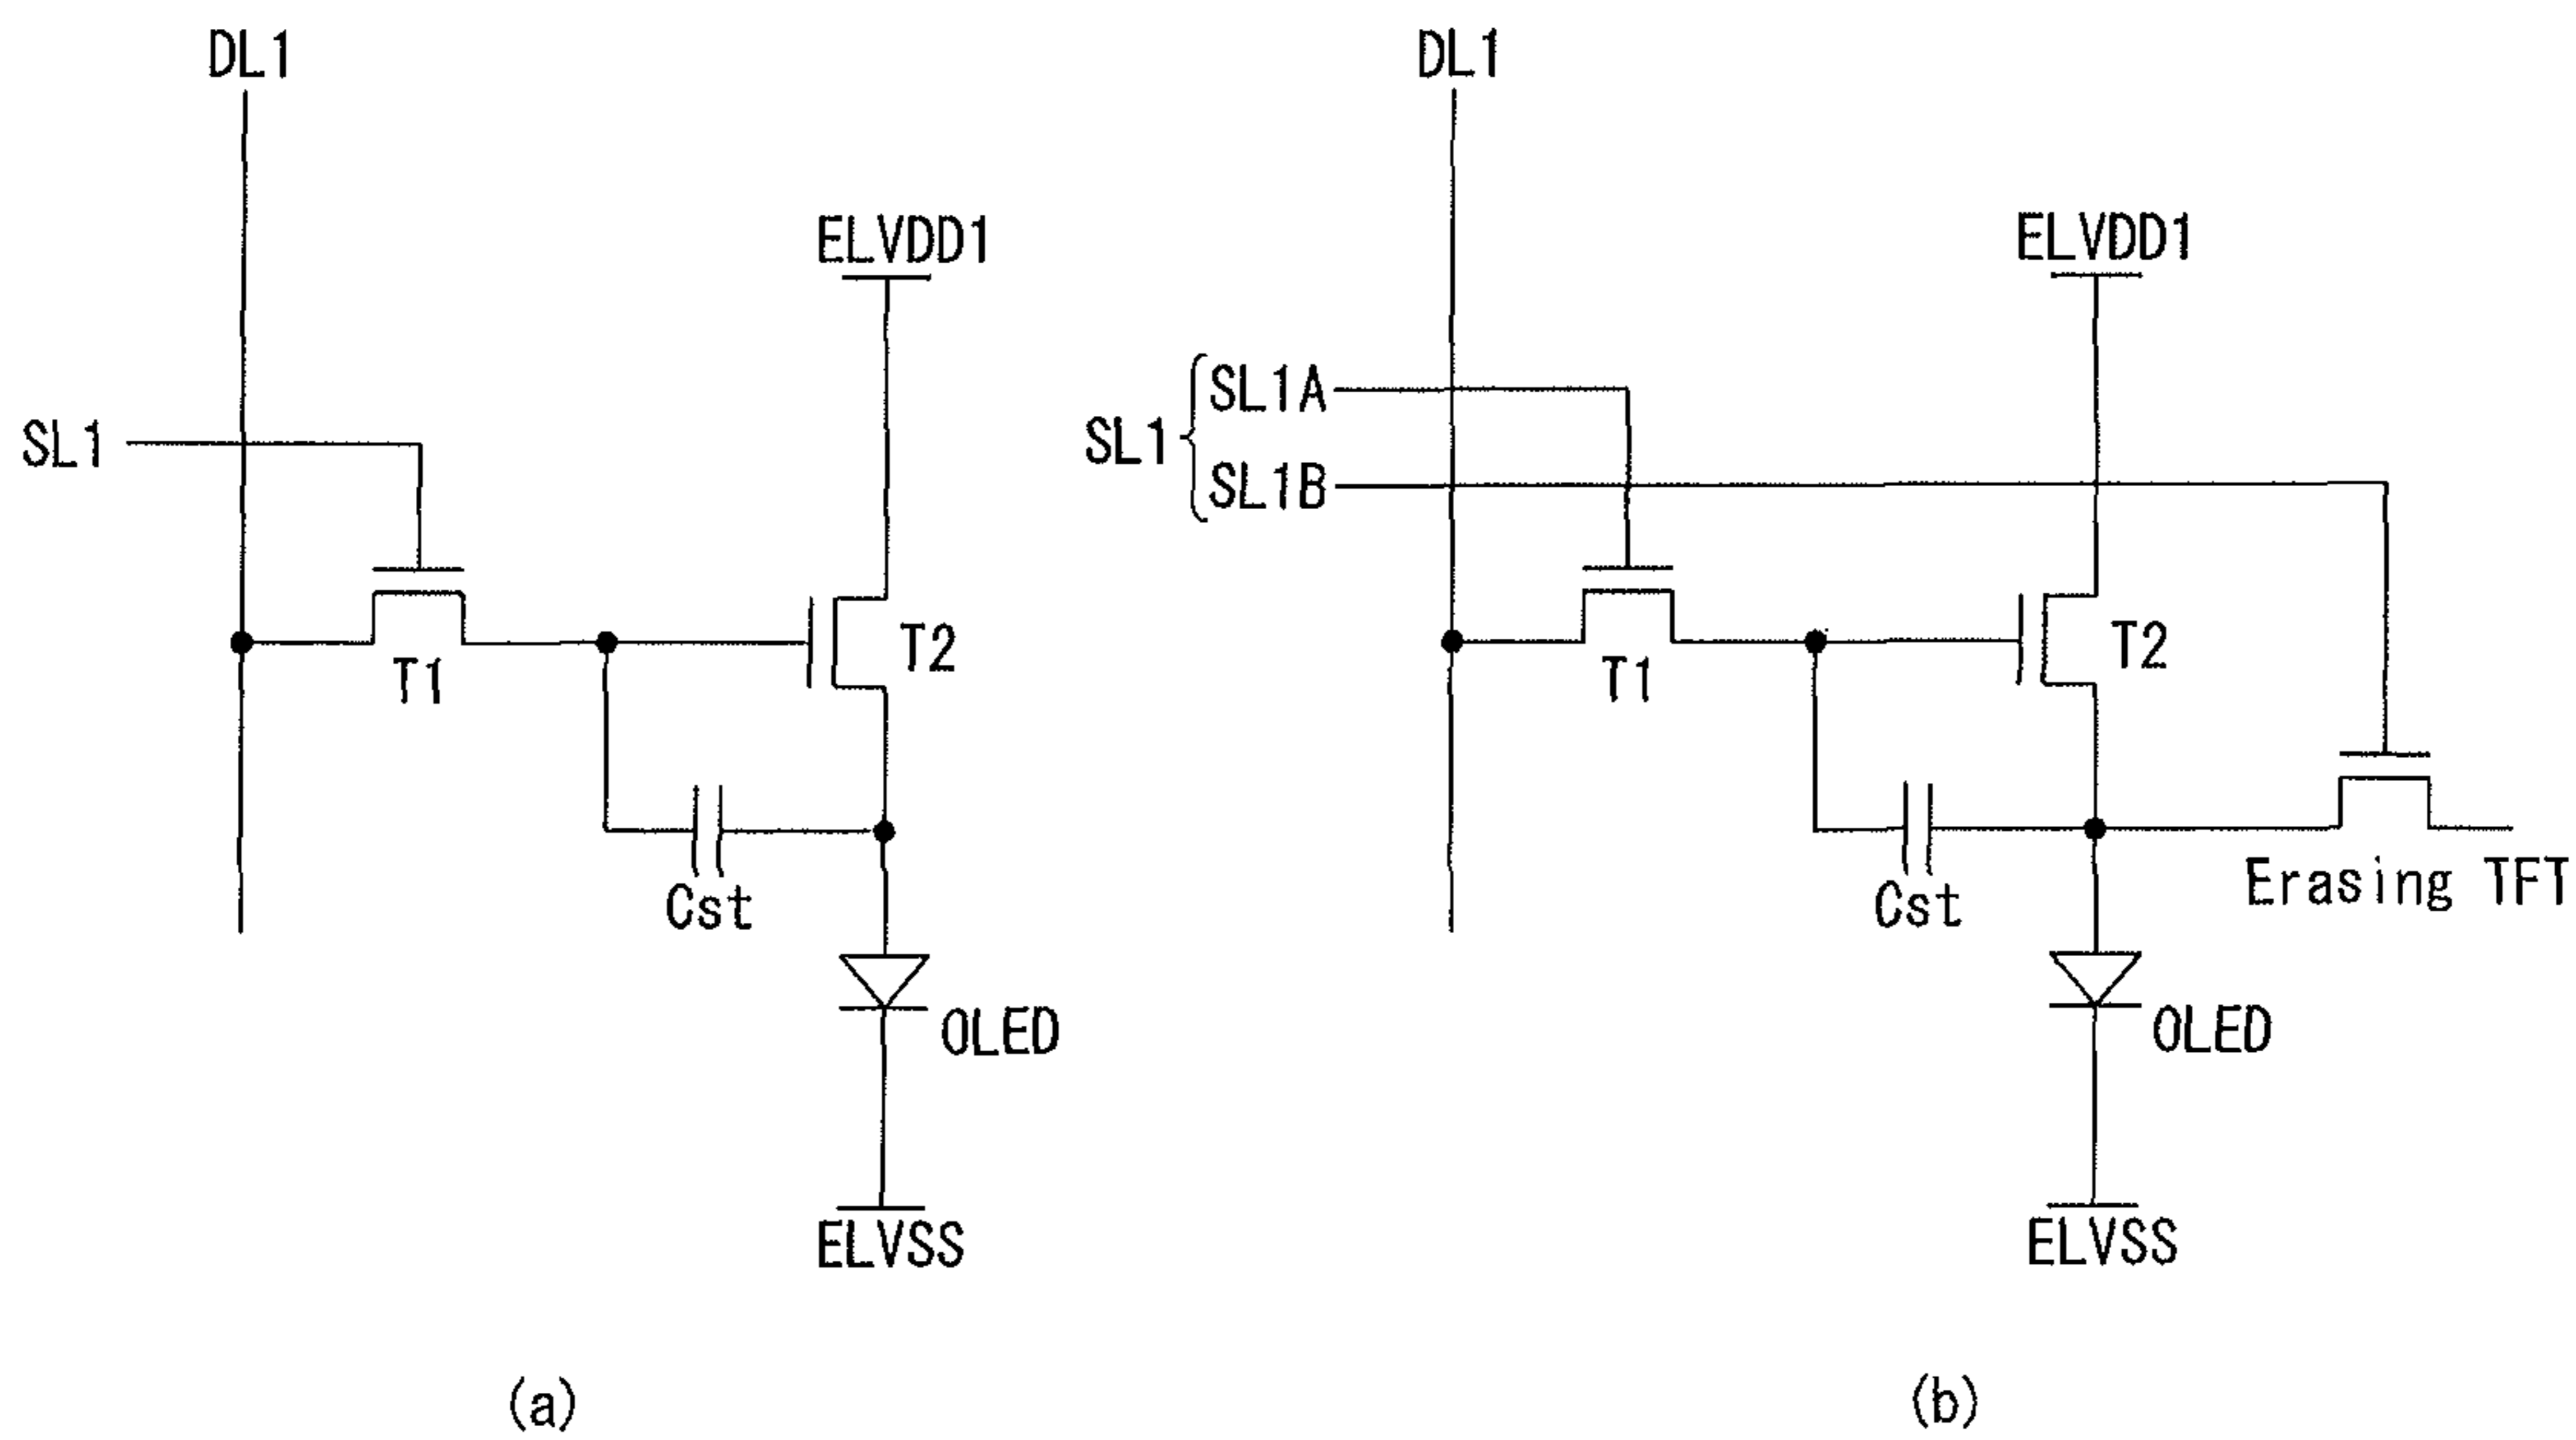 DL1
ELVDD1
SL1
T1
T2
Cst
OLED
ELVSS
(a)
DL1
ELVDD1
SL1
SL1A
SL1B
T1
T2
Cst
Erasing TFT
OLED
ELVSS
(b)